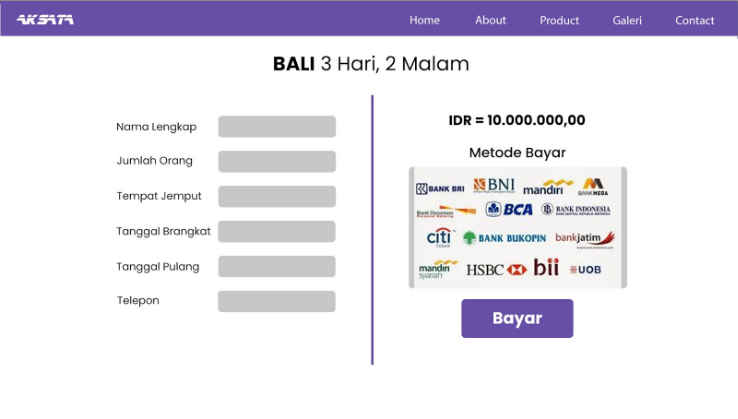 AKSATA
Home About Product Galeri Contact
BALI 3 Hari, 2 Malam
Nama Lengkap
Jumlah Orang
Tempat Jemput
Tanggal Brangkat
Tanggal Pulang
Telepon
IDR = 10.000.000,00
Metode Bayar
BANK BRI BNI mandiri BANK MEGA
Bank Danamon BCA BANK INDONESIA
citi BANK BUKOPIN bankjatim
mandiri syariah HSBC bii UOB
Bayar